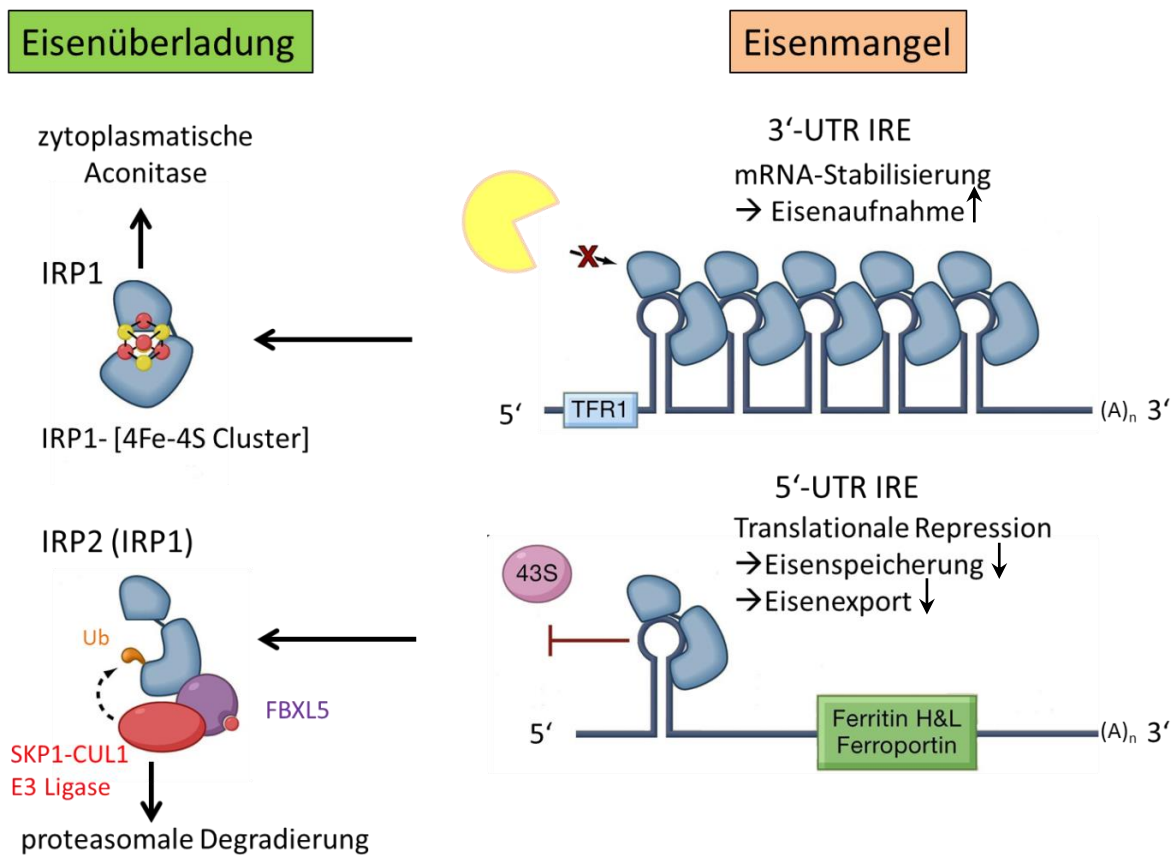 Eisenüberladung
zytoplasmatische
Aconitase
IRP1
IRP1- [4Fe-4S Cluster]
IRP2 (IRP1)
Ub
FBXL5
SKP1-CUL1
E3 Ligase
proteasomale Degradierung
Eisenmangel
3‘-UTR IRE
mRNA-Stabilisierung
→ Eisenaufnahme↑
X
5‘ TFR1 (A)n 3‘
5‘-UTR IRE
Translationale Repression
→Eisenspeicherung ↓
→Eisenexport ↓
43S
Ferritin H&L
Ferroportin
5‘ (A)n 3‘